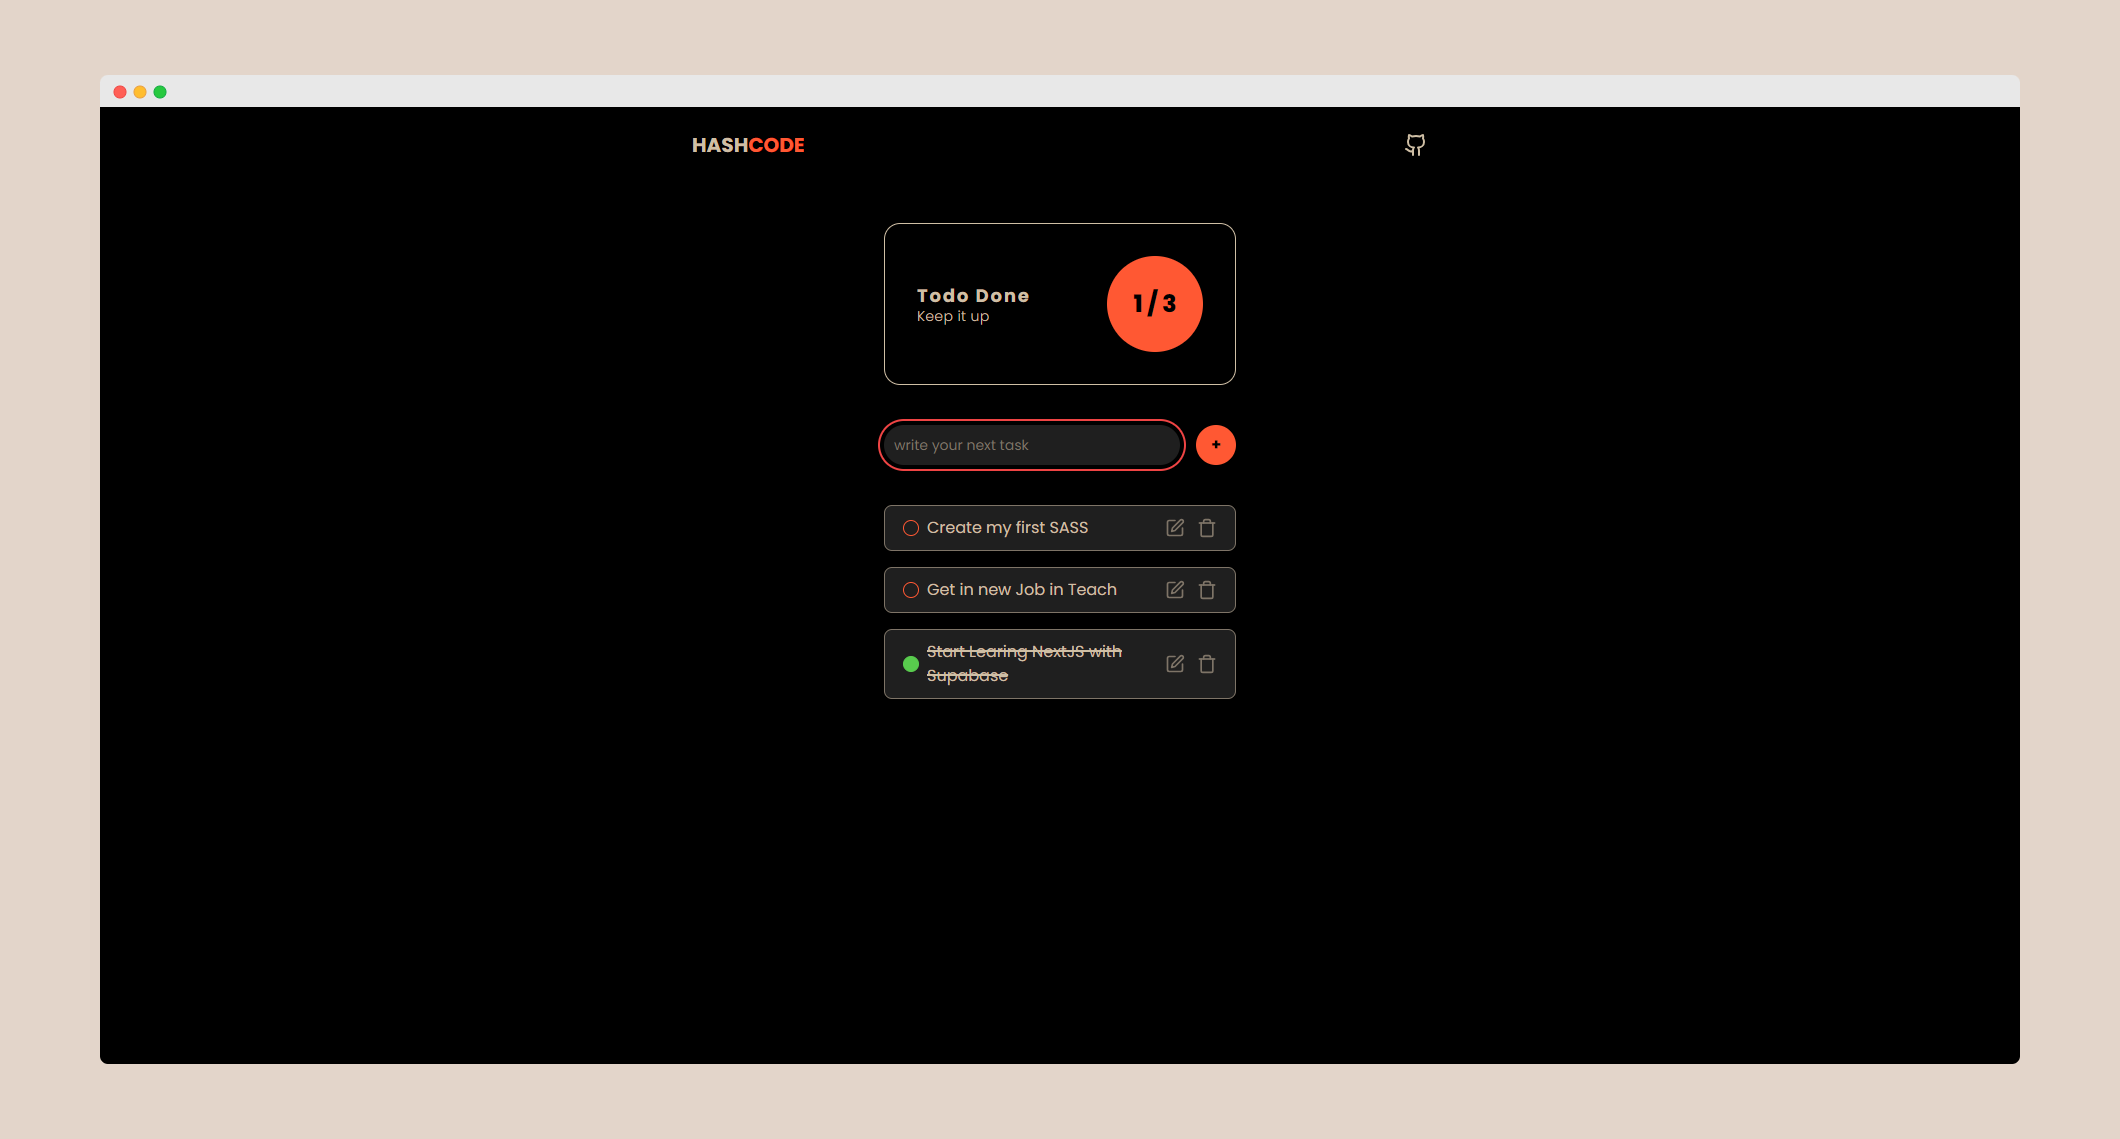 HASHCODE
Todo Done
Keep it up
1 / 3
write your next task
+
Create my first SASS
Get in new Job in Teach
Start Learing NextJS with
Supabase